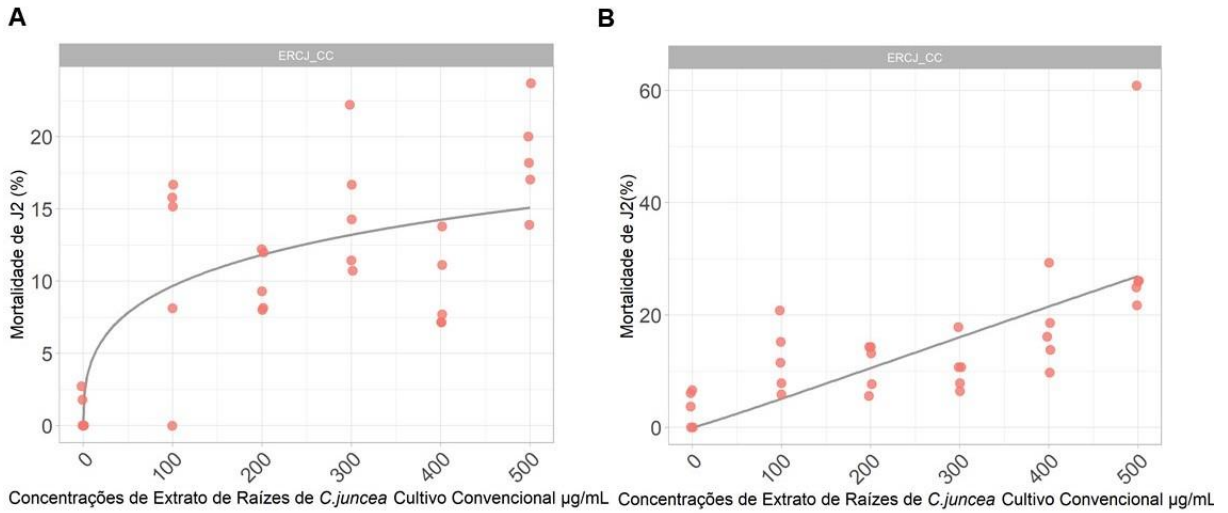 A
ERCJ_CC
Mortalidade de J2 (%)
20
15
10
5
0
0
100
200
300
400
500
Concentrações de Extrato de Raízes de C.juncea Cultivo Convencional µg/mL
B
ERCJ_CC
Mortalidade de J2(%)
60
40
20
0
0
100
200
300
400
500
Concentrações de Extrato de Raízes de C.juncea Cultivo Convencional µg/mL